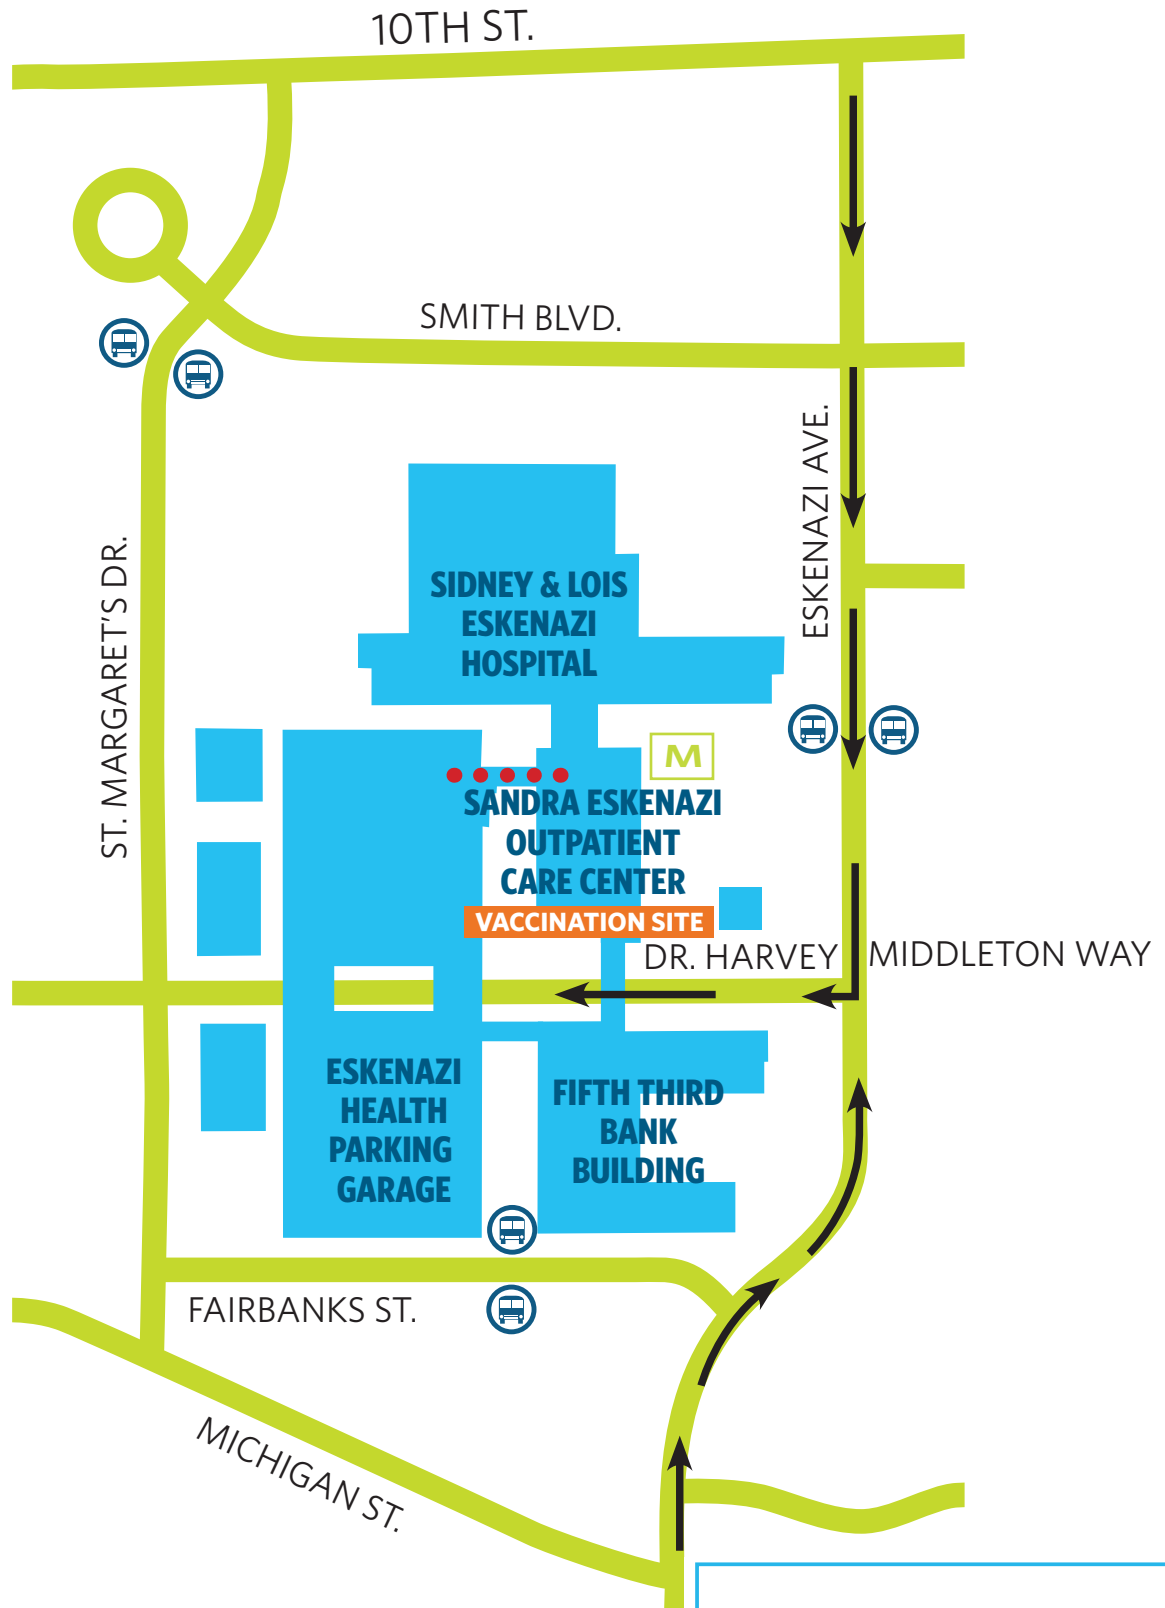 10TH ST.
SMITH BLVD.
ESKENAZI AVE.
ST. MARGARET'S DR.
SIDNEY & LOIS
ESKENAZI
HOSPITAL
M
SANDRA ESKENAZI
OUTPATIENT
CARE CENTER
VACCINATION SITE
DR. HARVEY MIDDLETON WAY
ESKENAZI
HEALTH
PARKING
GARAGE
FIFTH THIRD
BANK
BUILDING
FAIRBANKS ST.
MICHIGAN ST.